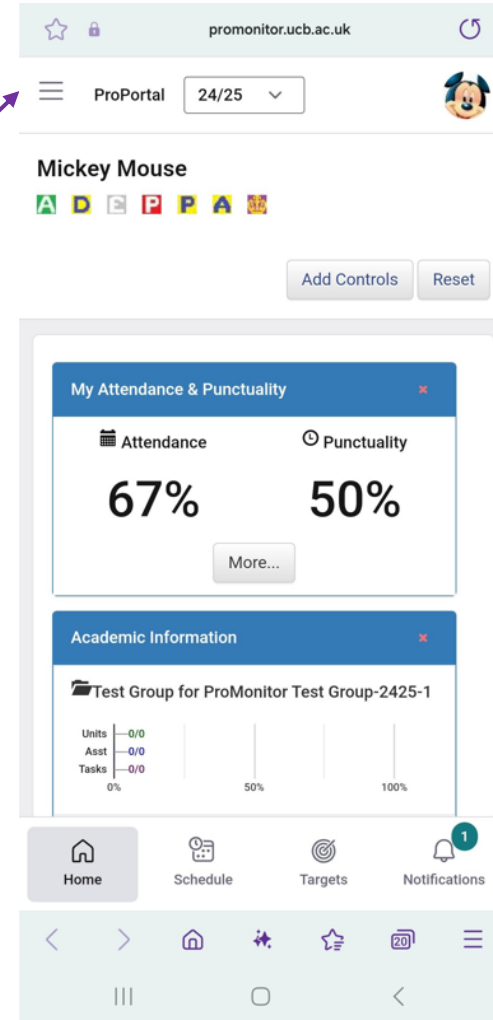 promonitor.ucb.ac.uk
ProPortal 24/25
Mickey Mouse
A D E P P A
Add Controls Reset
My Attendance & Punctuality
Attendance Punctuality
67% 50%
More...
Academic Information
Test Group for ProMonitor Test Group-2425-1
Units 0/0
Asst 0/0
Tasks 0/0
0% 50% 100%
1
Home Schedule Targets Notifications
20